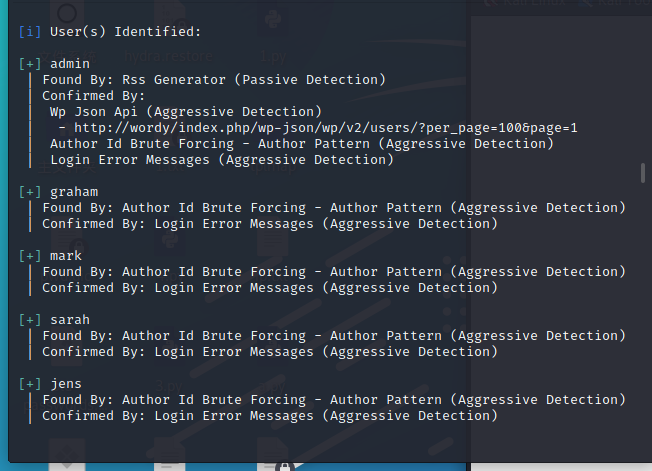 [i] User(s) Identified:
[+] admin
| Found By: Rss Generator (Passive Detection)
| Confirmed By:
|  Wp Json Api (Aggressive Detection)
|   - http://wordy/index.php/wp-json/wp/v2/users/?per_page=100&page=1
|  Author Id Brute Forcing - Author Pattern (Aggressive Detection)
|  Login Error Messages (Aggressive Detection)
[+] graham
| Found By: Author Id Brute Forcing - Author Pattern (Aggressive Detection)
| Confirmed By: Login Error Messages (Aggressive Detection)
[+] mark
| Found By: Author Id Brute Forcing - Author Pattern (Aggressive Detection)
| Confirmed By: Login Error Messages (Aggressive Detection)
[+] sarah
| Found By: Author Id Brute Forcing - Author Pattern (Aggressive Detection)
| Confirmed By: Login Error Messages (Aggressive Detection)
[+] jens
| Found By: Author Id Brute Forcing - Author Pattern (Aggressive Detection)
| Confirmed By: Login Error Messages (Aggressive Detection)